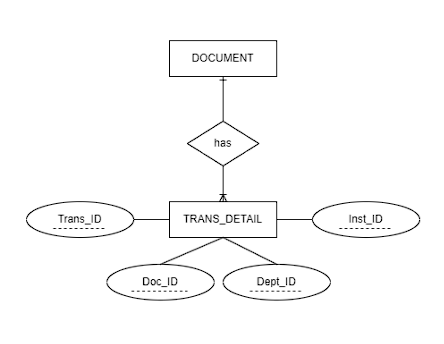 DOCUMENT
has
Trans_ID
TRANS_DETAIL
Inst_ID
Doc_ID
Dept_ID